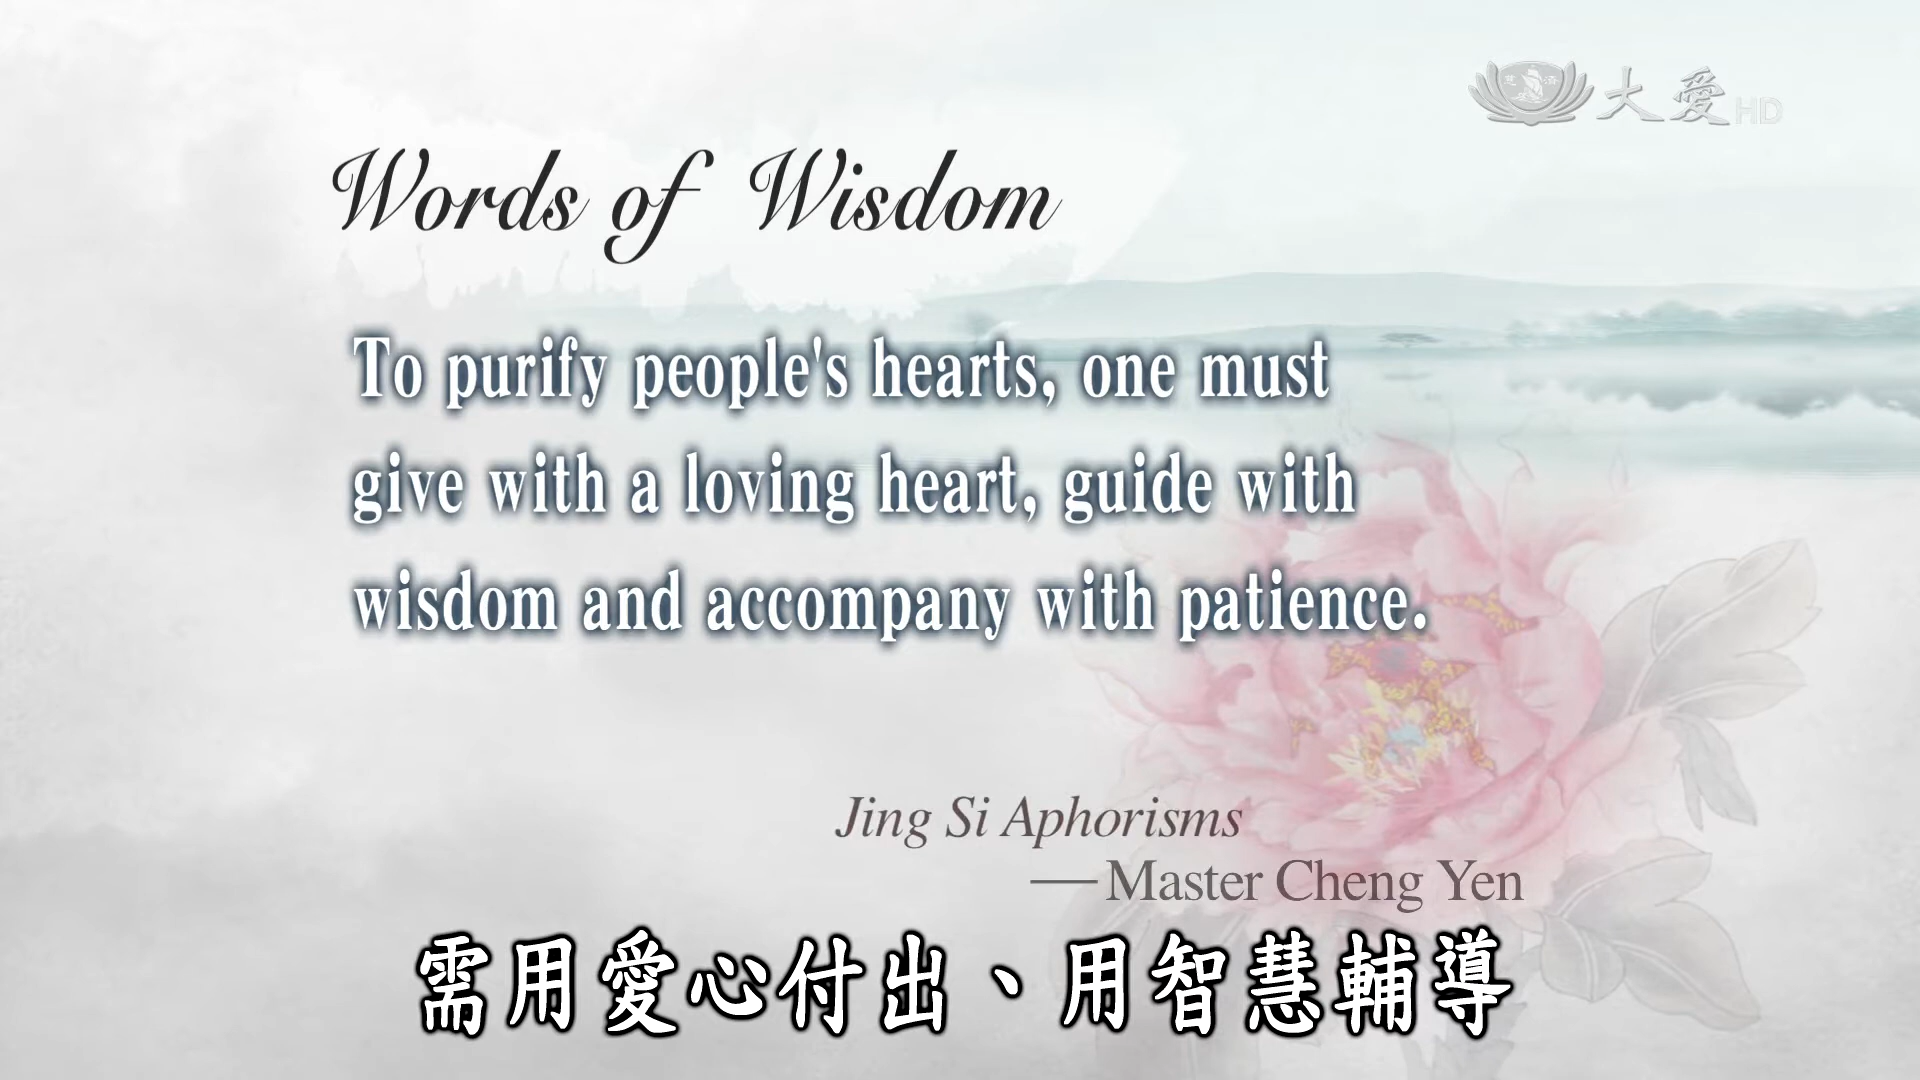 大愛HD
Words of Wisdom
To purify people's hearts, one must
give with a loving heart, guide with
wisdom and accompany with patience.
Jing Si Aphorisms
—Master Cheng Yen
需用愛心付出、用智慧輔導